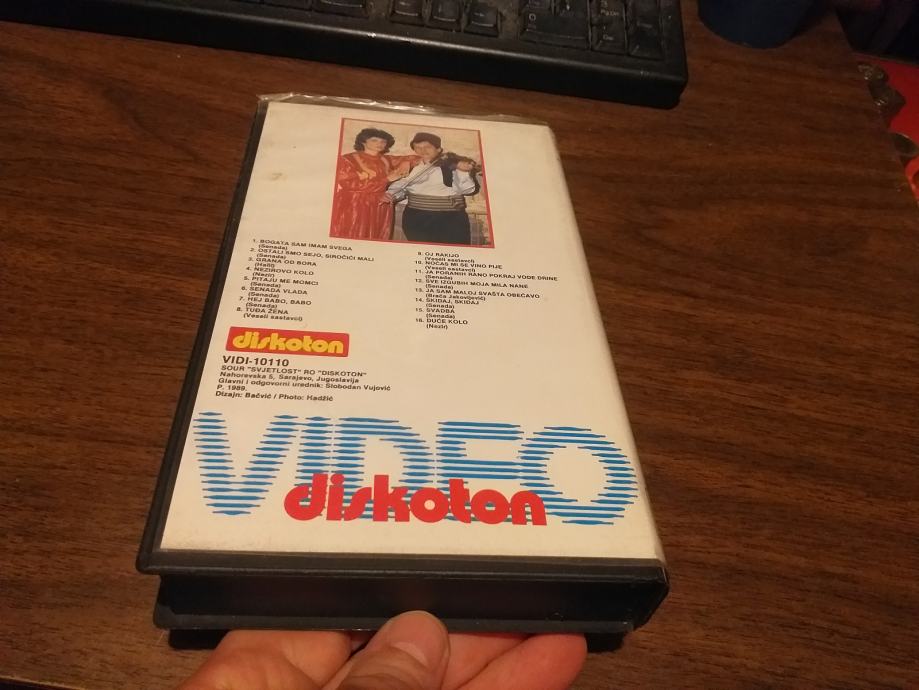 1. BOGATA SAM IMAM SVEGA
(Senada)
2. OSTALI SMO SEJO, SIROČIĆI MALI
(Senada)
3. GRANA OD BORA
(Halil)
4. NEZIROVO KOLO
(Nezir)
5. PITAJU ME MOMCI
(Senada)
6. SENADA VLADA
(Senada)
7. HEJ BABO, BABO
(Senada)
8. TUĐA ŽENA
(Veseli sastavci)
9. OJ RAKIJO
(Veseli sastavci)
10. NOĆAS MI SE VINO PIJE
(Veseli sastavci)
11. JA PORANIH RANO POKRAJ VODE DRINE
(Senada)
12. SVE IZGUBIH MOJA MILA NANE
(Senada)
13. JA SAM MALOJ SVAŠTA OBEĆAVO
(Braća Jakovljević)
14. SKIDAJ, SKIDAJ
(Senada)
15. SVADBA
(Senada)
16. DUĆE KOLO
(Nezir)
diskoton
VIDI-10110
SOUR "SVJETLOST" RO "DISKOTON"
Nahorevska 5, Sarajevo, Jugoslavija
Glavni i odgovorni urednik: Slobodan Vujović
P. 1989.
Dizajn: Bačvić / Photo: Hadžić
VIDEO
diskoton